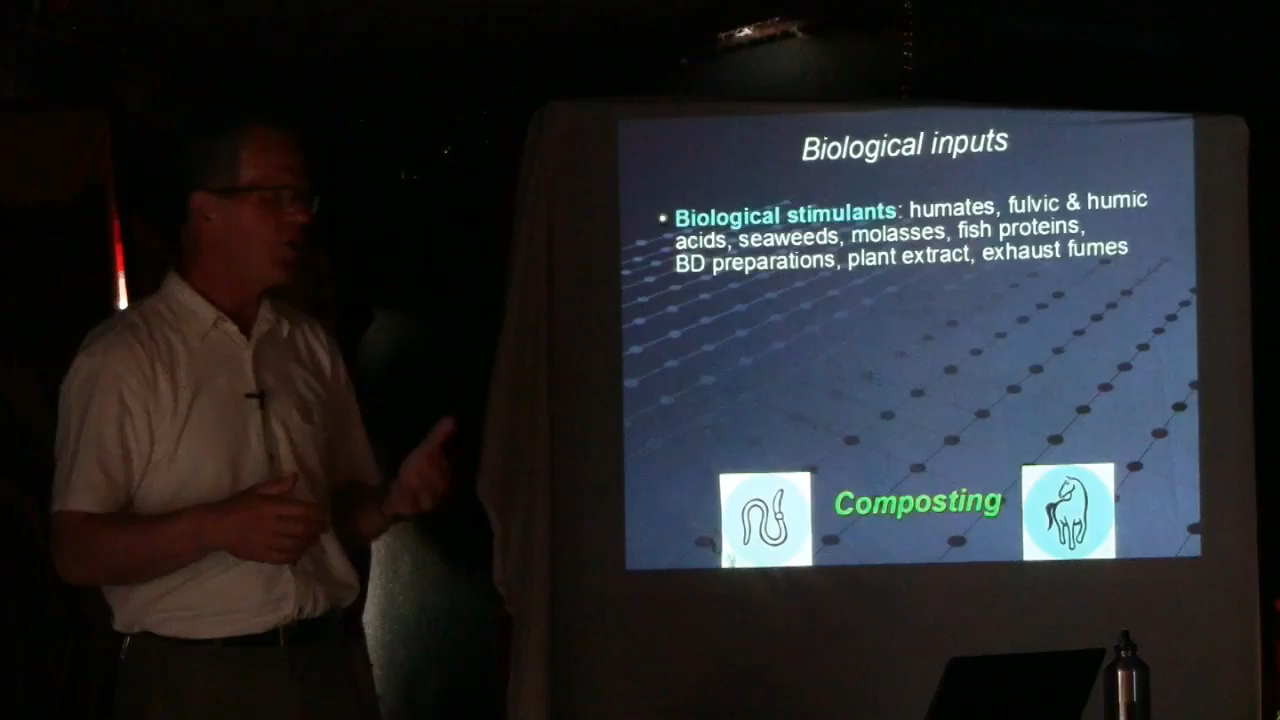 Biological inputs
• Biological stimulants: humates, fulvic & humic
acids, seaweeds, molasses, fish proteins,
BD preparations, plant extract, exhaust fumes
Composting